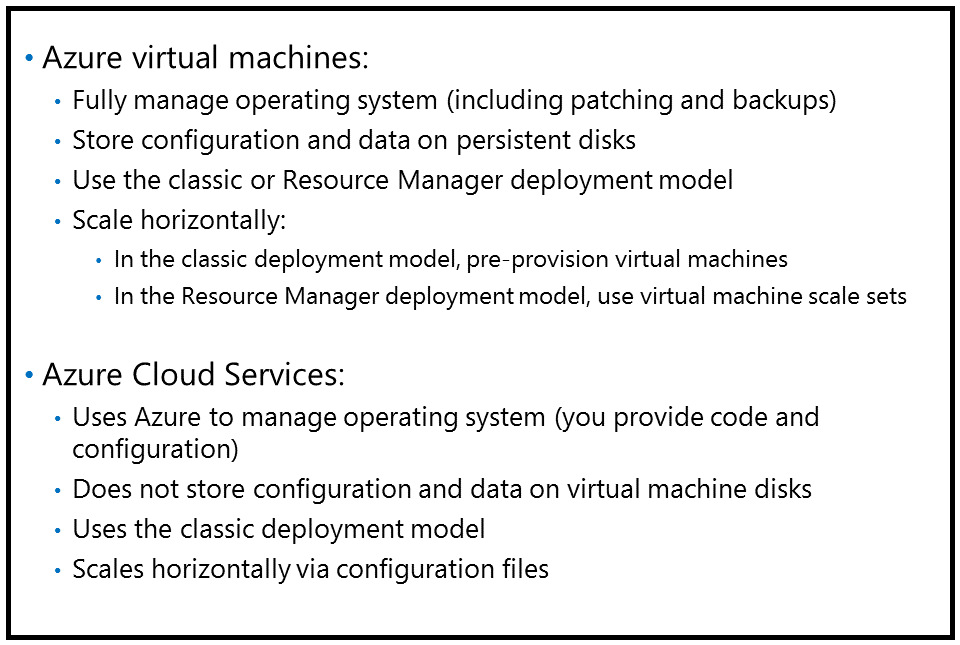 • Azure virtual machines:
• Fully manage operating system (including patching and backups)
• Store configuration and data on persistent disks
• Use the classic or Resource Manager deployment model
• Scale horizontally:
• In the classic deployment model, pre-provision virtual machines
• In the Resource Manager deployment model, use virtual machine scale sets
• Azure Cloud Services:
• Uses Azure to manage operating system (you provide code and
configuration)
• Does not store configuration and data on virtual machine disks
• Uses the classic deployment model
• Scales horizontally via configuration files